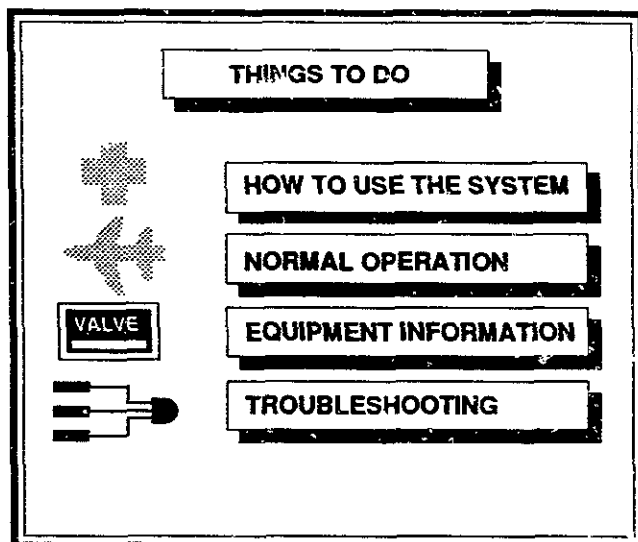 THINGS TO DO
HOW TO USE THE SYSTEM
NORMAL OPERATION
VALVE
EQUIPMENT INFORMATION
TROUBLESHOOTING